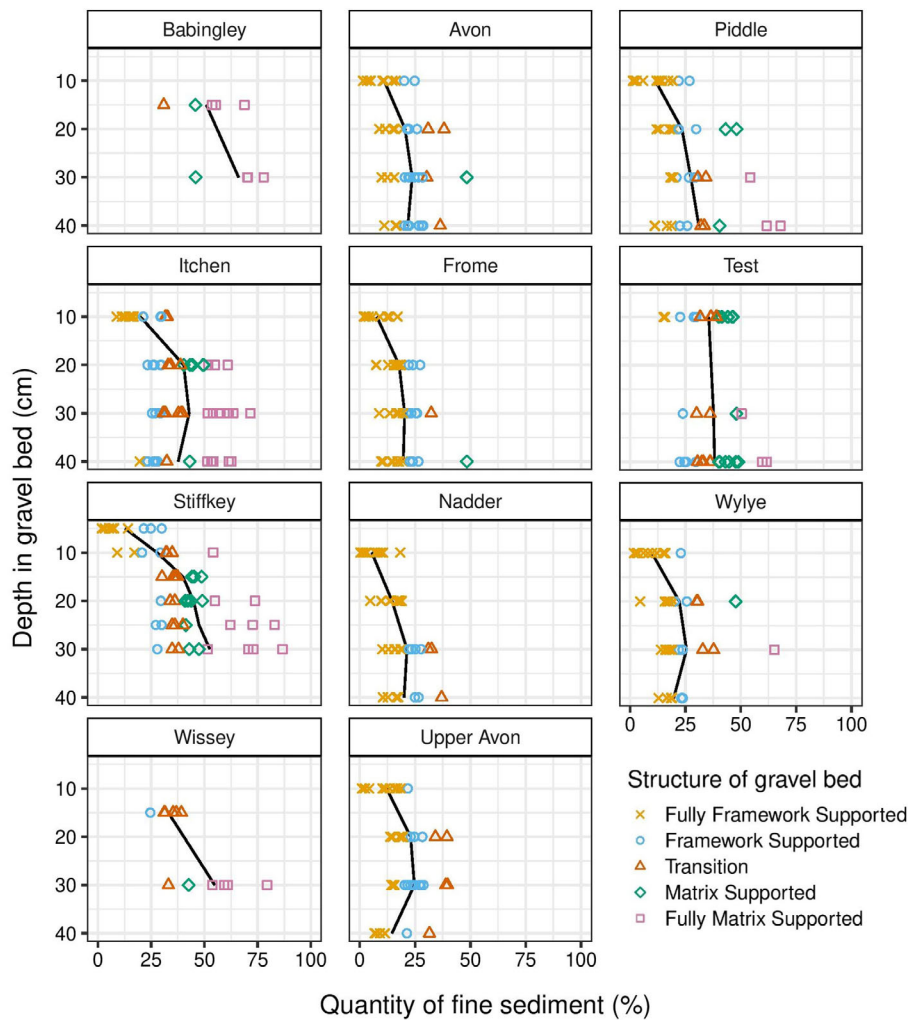 Babingley
Avon
Piddle
10
20
30
40
Itchen
Frome
Test
10
20
30
40
Stiffkey
Nadder
Wylye
10
20
30
40
0 25 50 75 100
Wissey
Upper Avon
10
20
30
40
0 25 50 75 100
0 25 50 75 100
Depth in gravel bed (cm)
Quantity of fine sediment (%)
Structure of gravel bed
Fully Framework Supported
Framework Supported
Transition
Matrix Supported
Fully Matrix Supported